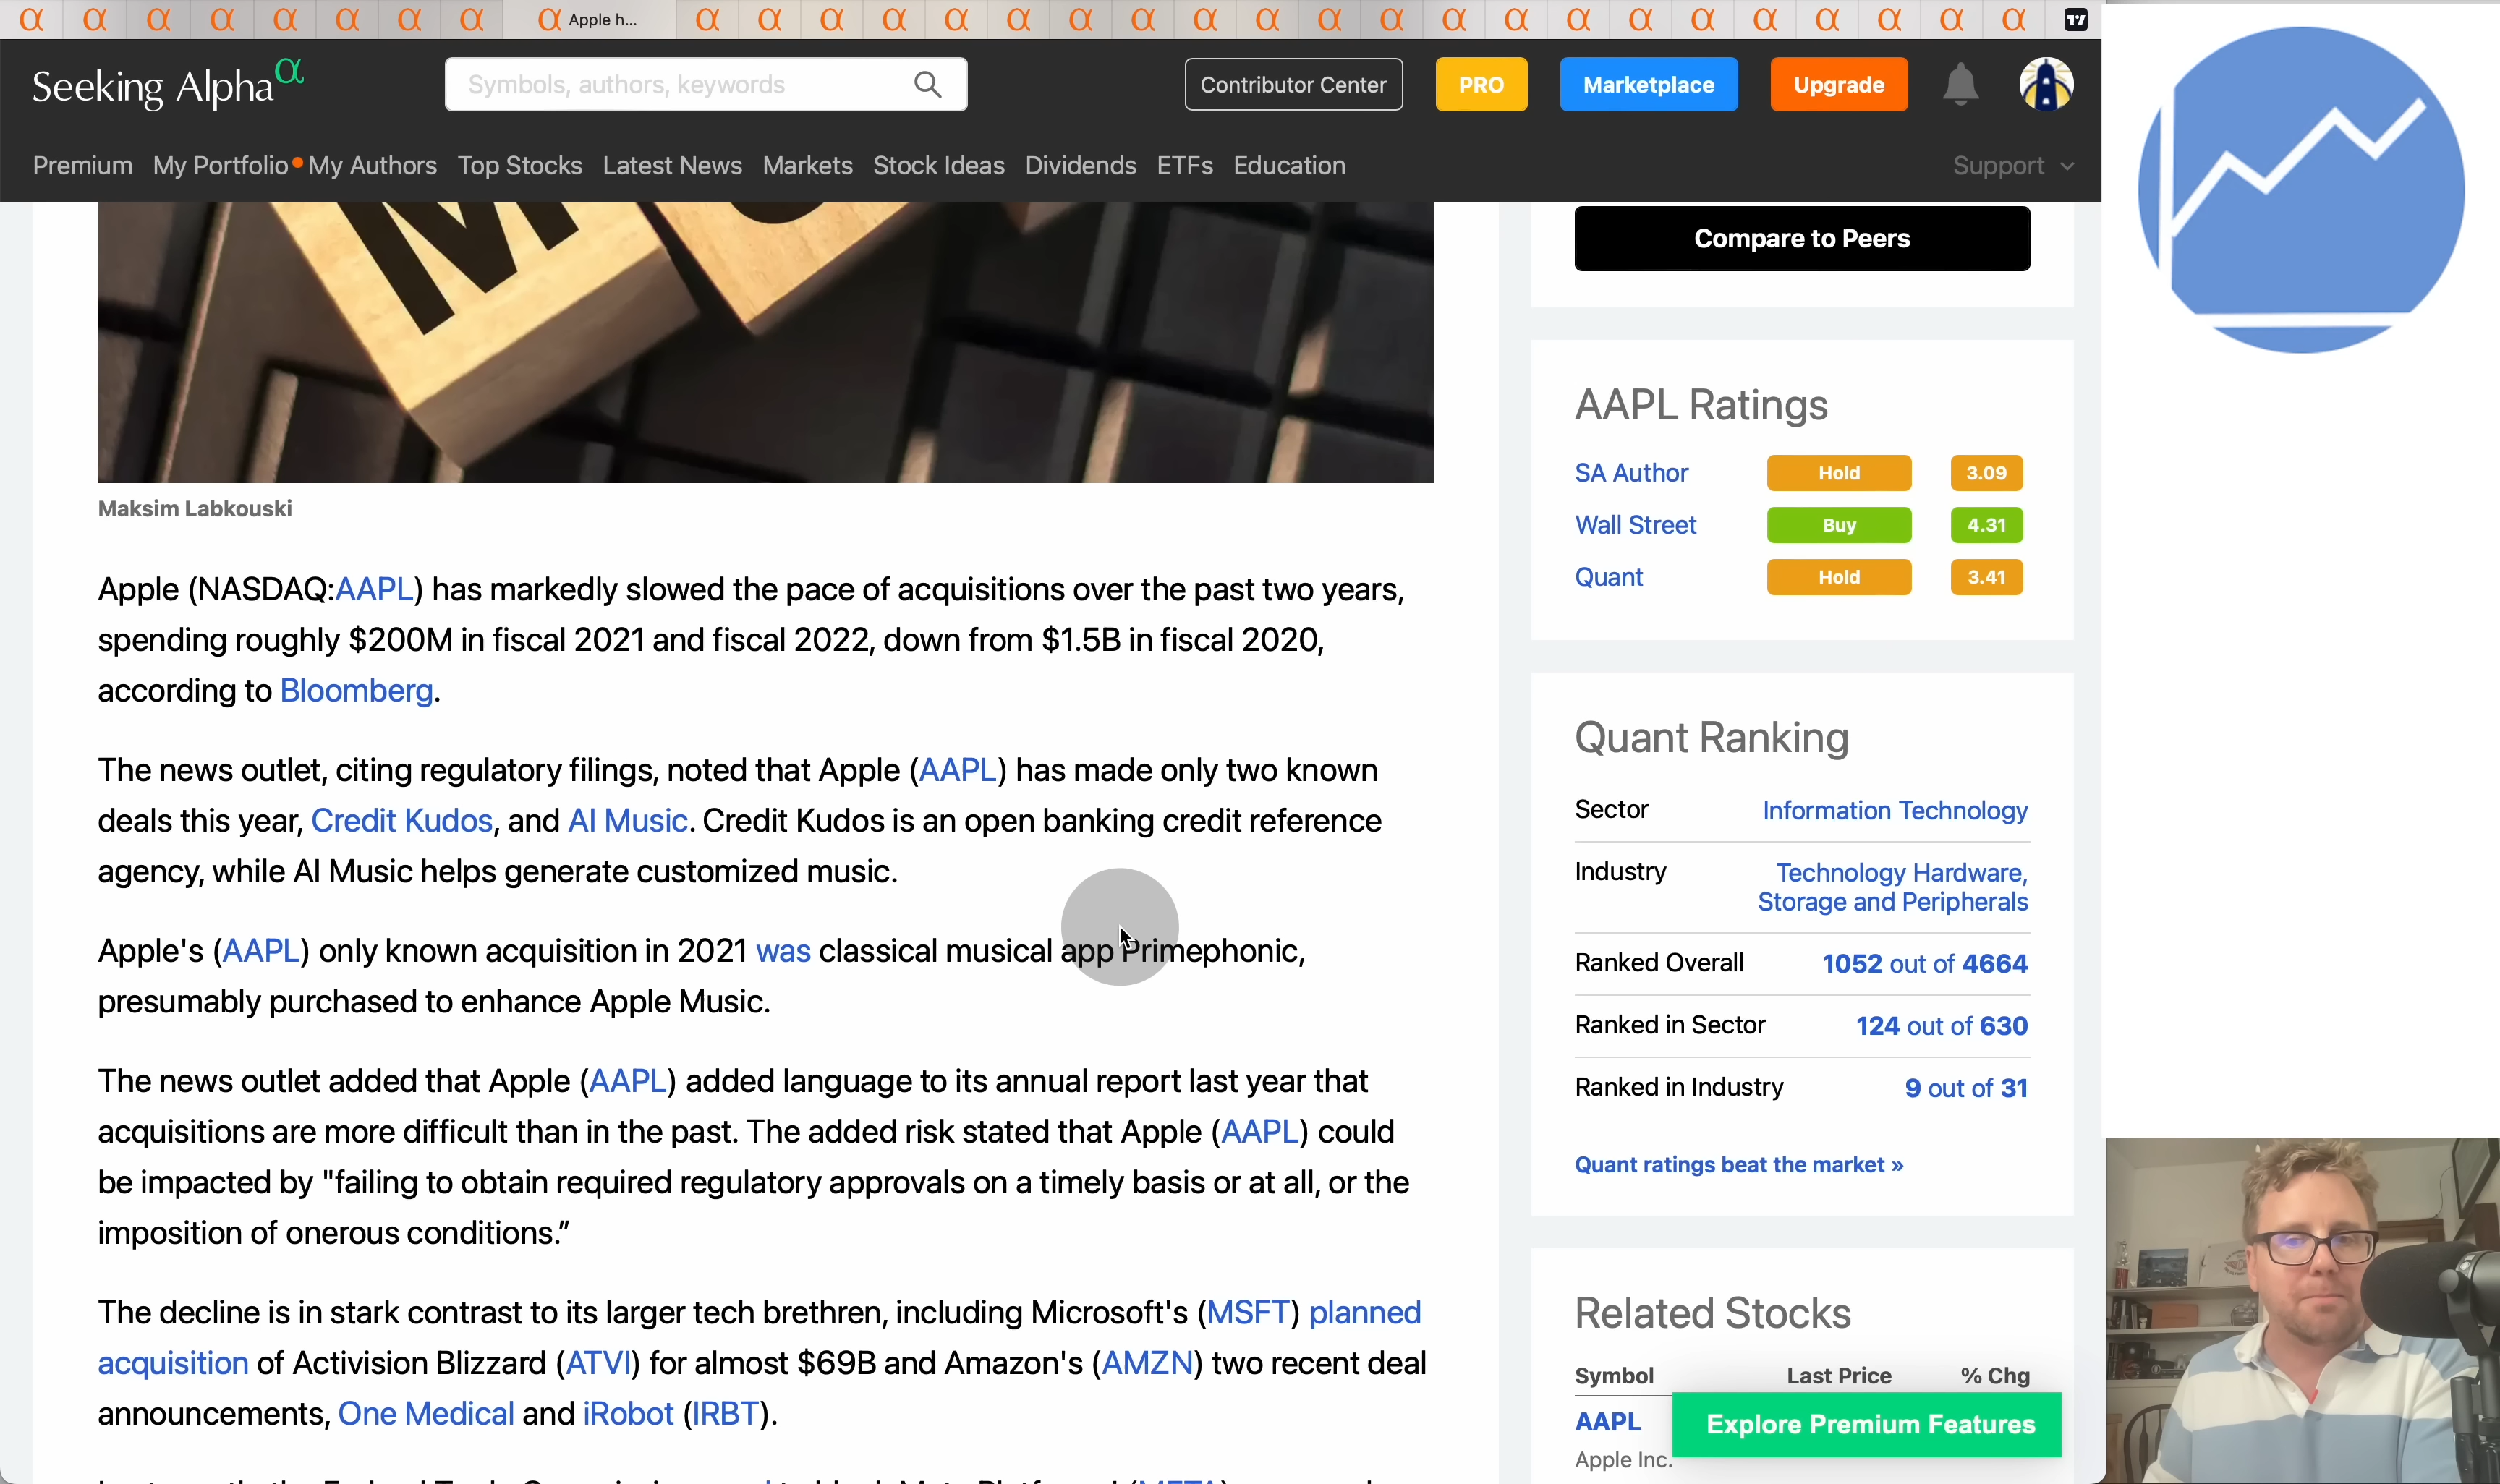 Apple h...
Seeking Alpha α
Symbols, authors, keywords
Contributor Center
PRO
Marketplace
Upgrade
Premium My Portfolio My Authors Top Stocks Latest News Markets Stock Ideas Dividends ETFs Education
Support
Maksim Labkouski
Apple (NASDAQ:AAPL) has markedly slowed the pace of acquisitions over the past two years,
spending roughly $200M in fiscal 2021 and fiscal 2022, down from $1.5B in fiscal 2020,
according to Bloomberg.
The news outlet, citing regulatory filings, noted that Apple (AAPL) has made only two known
deals this year, Credit Kudos, and AI Music. Credit Kudos is an open banking credit reference
agency, while AI Music helps generate customized music.
Apple's (AAPL) only known acquisition in 2021 was classical musical app Primephonic,
presumably purchased to enhance Apple Music.
The news outlet added that Apple (AAPL) added language to its annual report last year that
acquisitions are more difficult than in the past. The added risk stated that Apple (AAPL) could
be impacted by "failing to obtain required regulatory approvals on a timely basis or at all, or the
imposition of onerous conditions.”
The decline is in stark contrast to its larger tech brethren, including Microsoft's (MSFT) planned
acquisition of Activision Blizzard (ATVI) for almost $69B and Amazon's (AMZN) two recent deal
announcements, One Medical and iRobot (IRBT).
Compare to Peers
AAPL Ratings
SA Author Hold 3.09
Wall Street Buy 4.31
Quant Hold 3.41
Quant Ranking
Sector Information Technology
Industry Technology Hardware,
Storage and Peripherals
Ranked Overall 1052 out of 4664
Ranked in Sector 124 out of 630
Ranked in Industry 9 out of 31
Quant ratings beat the market »
Related Stocks
Symbol Last Price % Chg
AAPL
Explore Premium Features
Apple Inc.